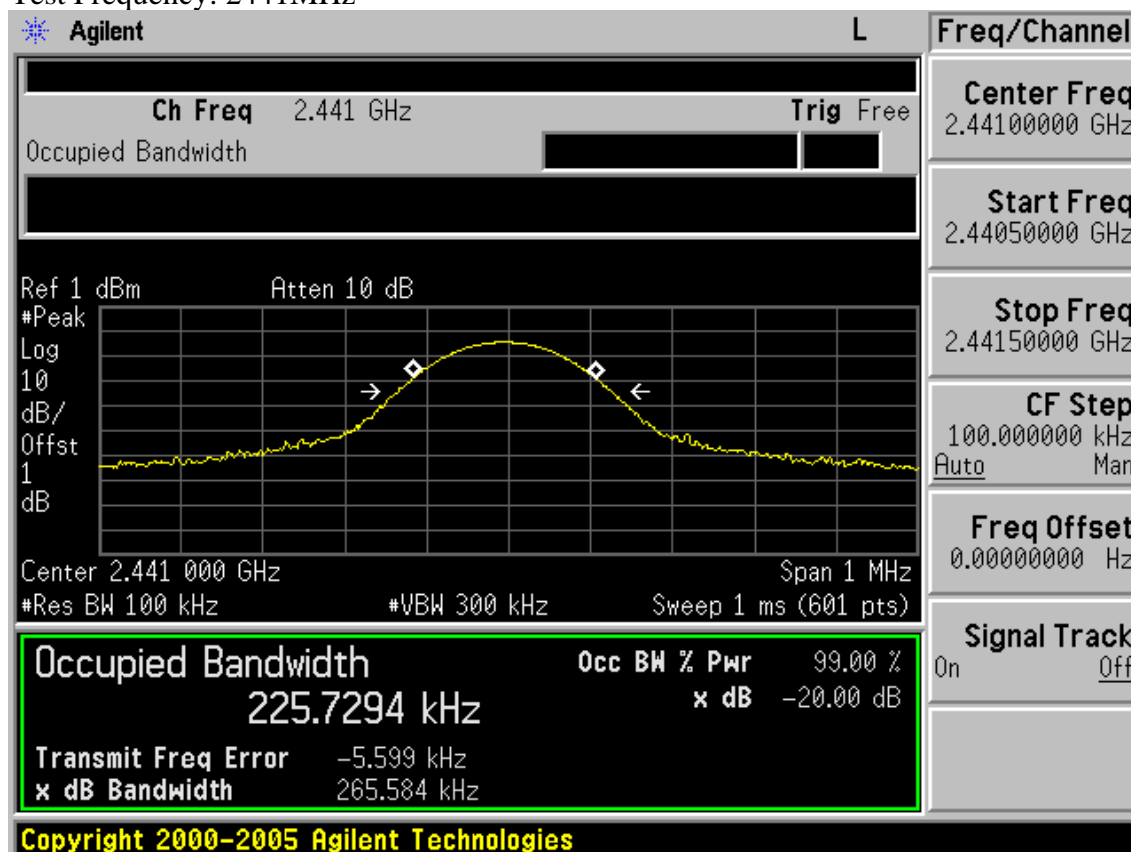 Test Frequency: 2441MHz
Agilent L
Freq/Channel
Ch Freq 2.441 GHz Trig Free
Occupied Bandwidth
Center Freq
2.44100000 GHz
Start Freq
2.44050000 GHz
Stop Freq
2.44150000 GHz
CF Step
100.000000 kHz
Auto Man
Freq Offset
0.00000000 Hz
Signal Track
On Off
Ref 1 dBm Atten 10 dB
#Peak
Log
10
dB/
Offst
1
dB
Center 2.441 000 GHz Span 1 MHz
#Res BW 100 kHz #VBW 300 kHz Sweep 1 ms (601 pts)
Occupied Bandwidth Occ BW % Pwr 99.00 %
225.7294 kHz x dB -20.00 dB
Transmit Freq Error -5.599 kHz
x dB Bandwidth 265.584 kHz
Copyright 2000-2005 Agilent Technologies